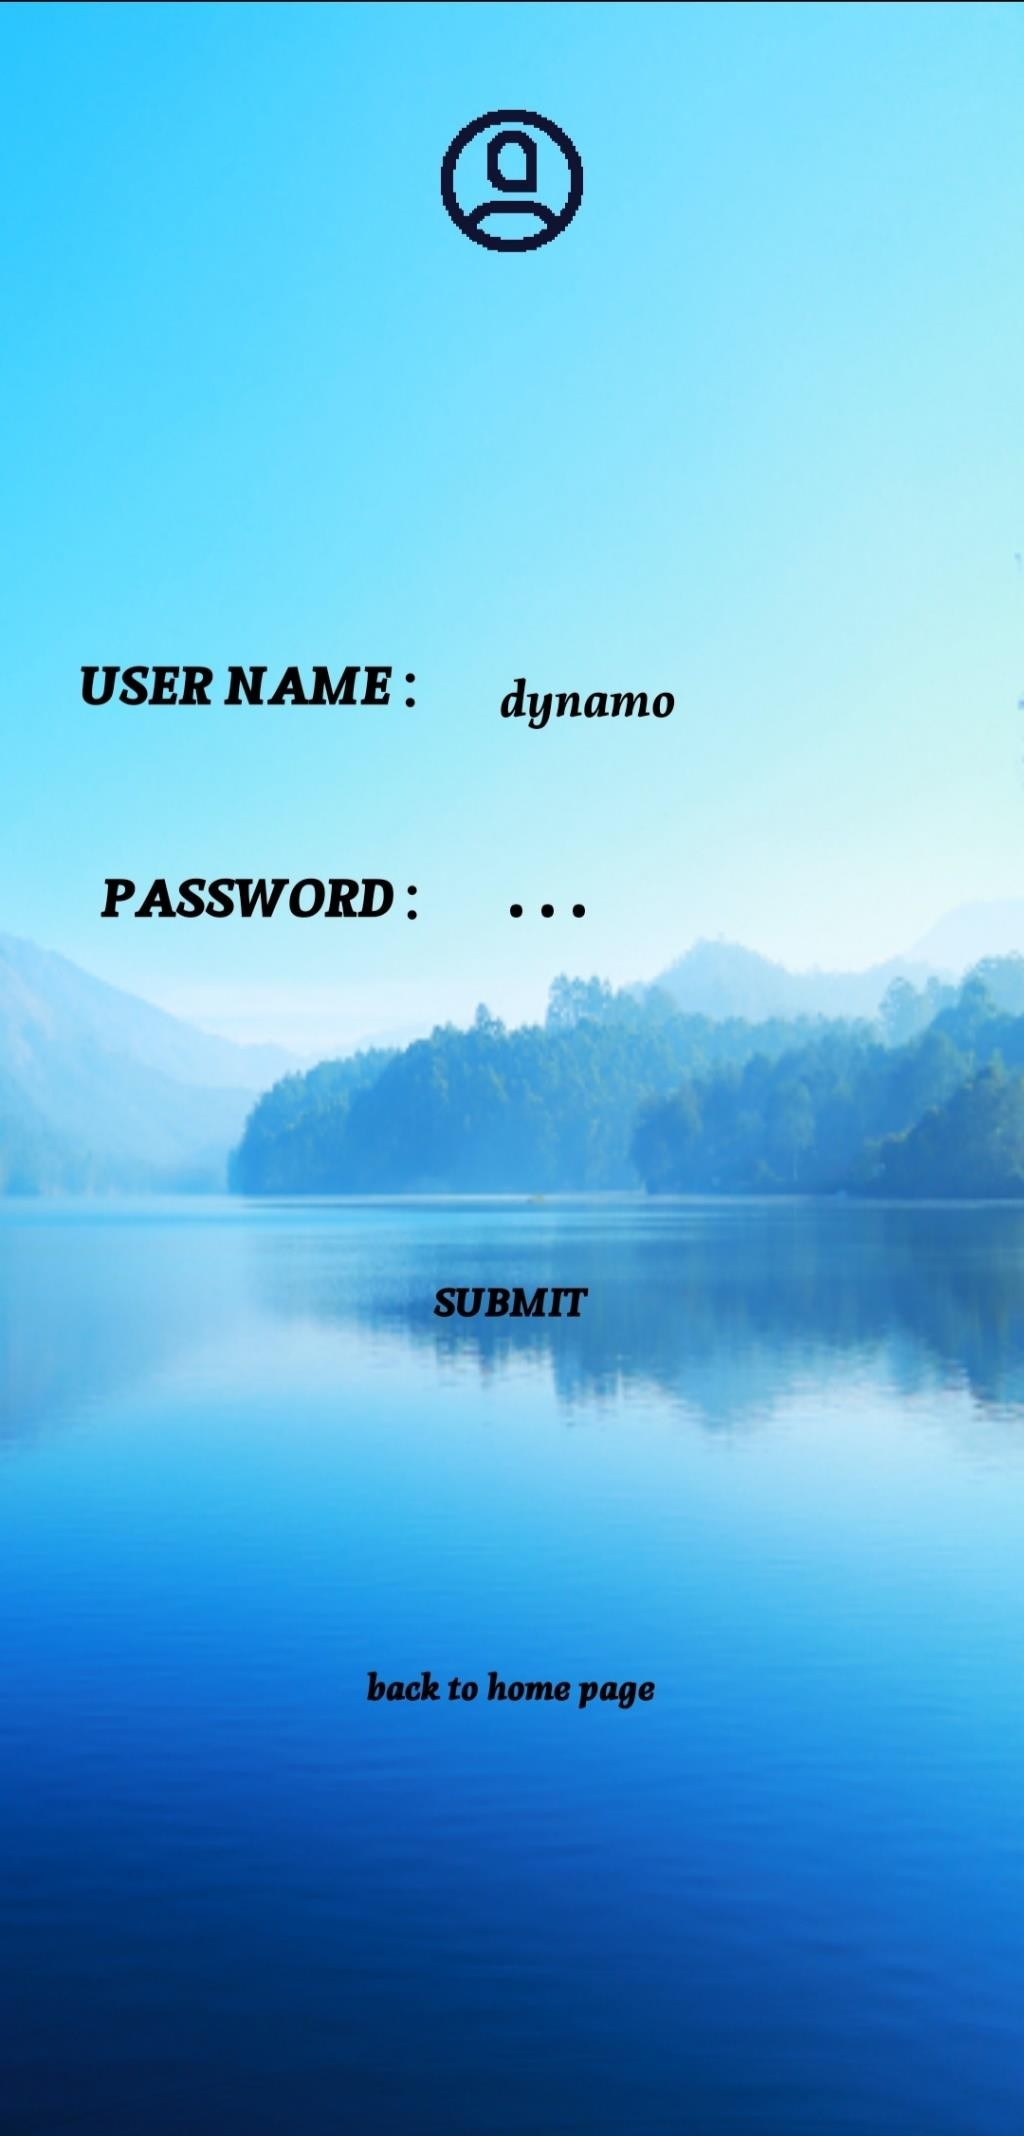 USER NAME : dynamo
PASSWORD : ...
SUBMIT
back to home page